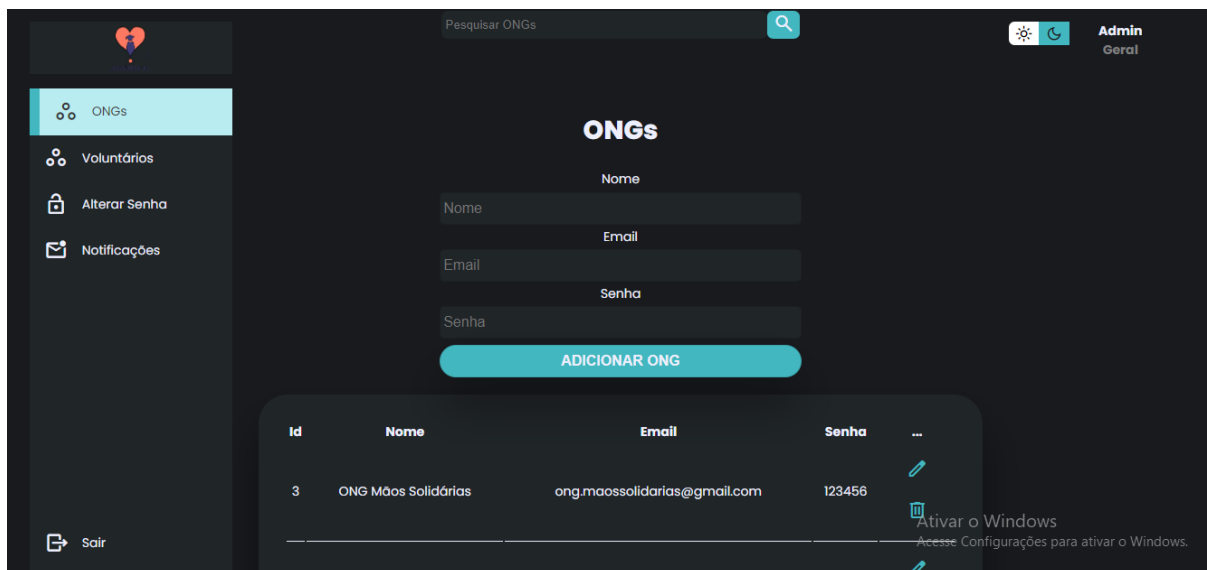 Pesquisar ONGs
Admin
Geral
ONGs
Voluntários
Alterar Senha
Notificações
Sair
ONGs
Nome
Nome
Email
Email
Senha
Senha
ADICIONAR ONG
Id Nome Email Senha ...
3 ONG Mãos Solidárias ong.maossolidarias@gmail.com 123456
Ativar o Windows
Acesse Configurações para ativar o Windows.